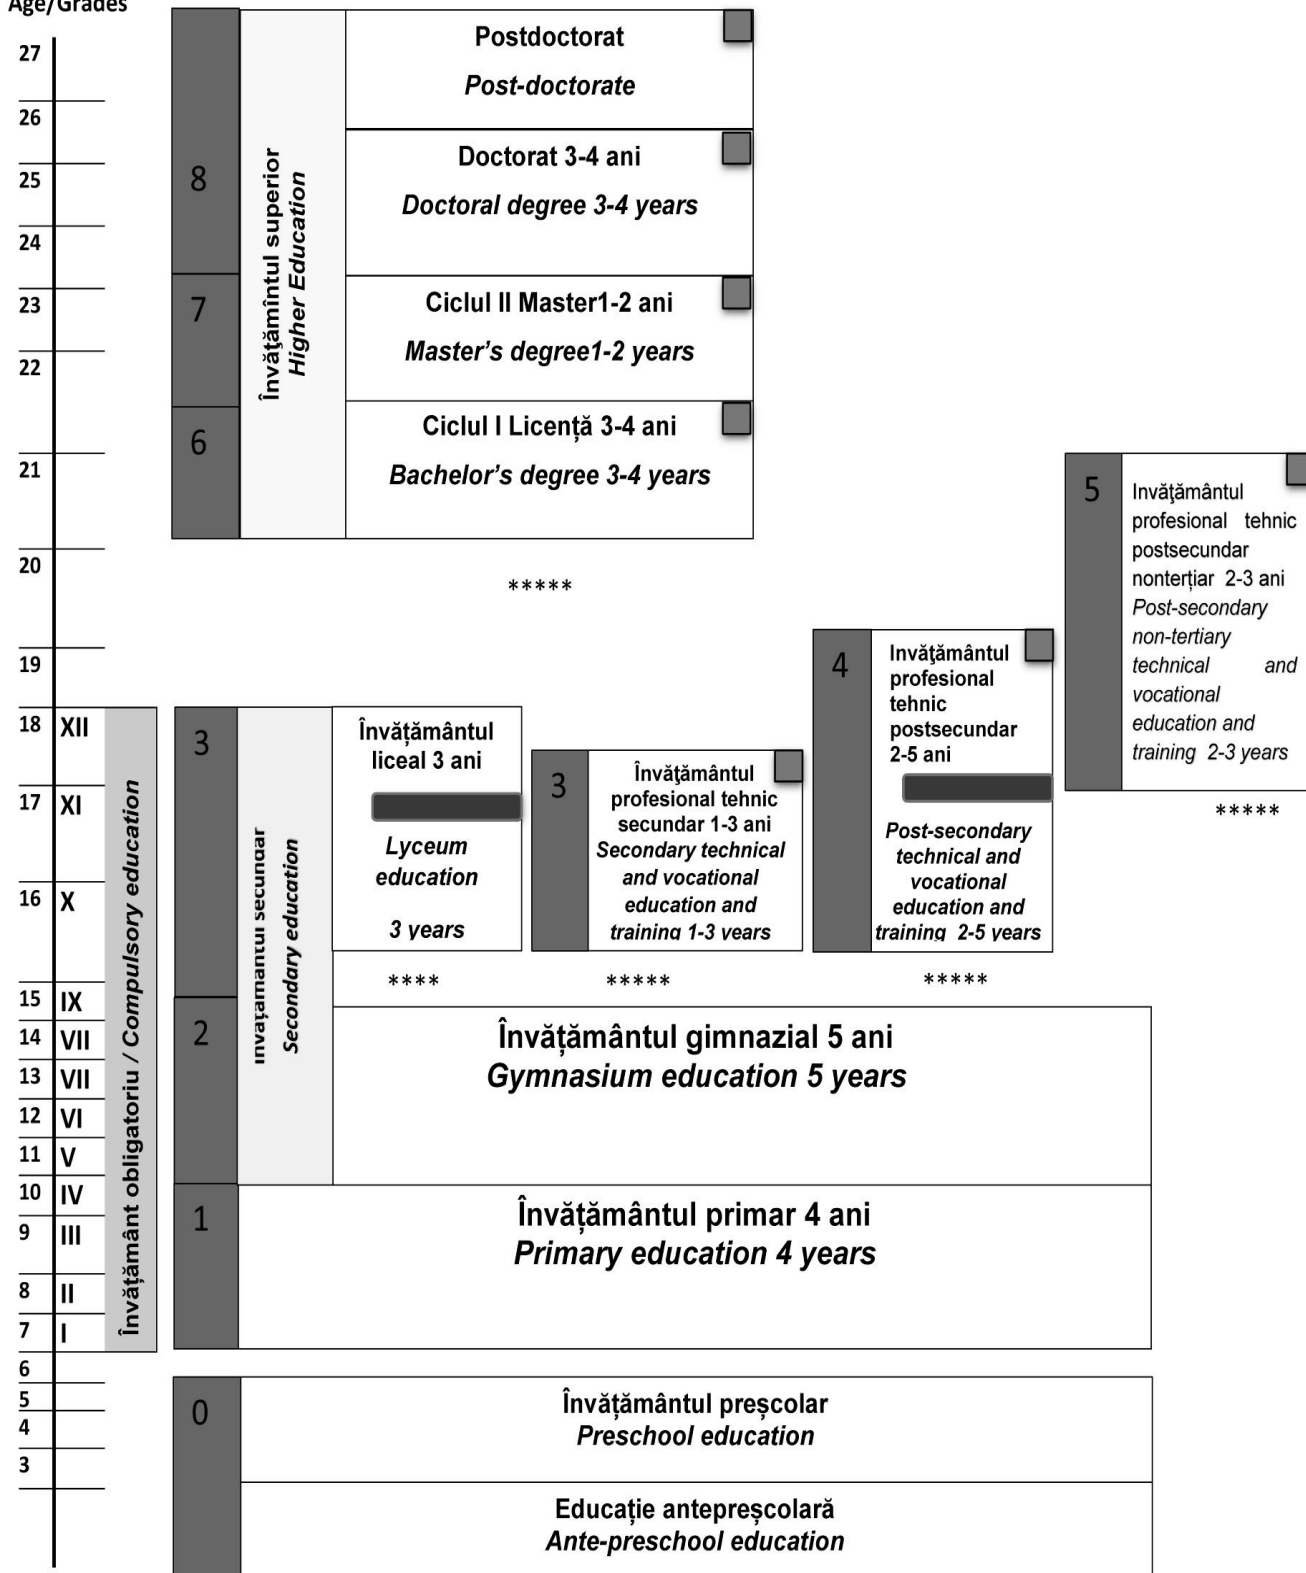 Age/Grades
27
26
25
24
23
22
21
20
19
18 XII
17 XI
16 X
15 IX
14 VII
13 VII
12 VI
11 V
10 IV
9 III
8 II
7 I
6
5
4
3
Învățământ obligatoriu / Compulsory education
8
7
6
Învăţămîntul superior
Higher Education
Postdoctorat
Post-doctorate
Doctorat 3-4 ani
Doctoral degree 3-4 years
Ciclul II Master1-2 ani
Master’s degree1-2 years
Ciclul I Licență 3-4 ani
Bachelor’s degree 3-4 years
*****
5
Invăţământul
profesional tehnic
postsecundar
nonterțiar 2-3 ani
Post-secondary
non-tertiary
technical and
vocational
education and
training 2-3 years
*****
4
Invăţământul
profesional
tehnic
postsecundar
2-5 ani
Post-secondary
technical and
vocational
education and
training 2-5 years
*****
3
Învăţământul
profesional tehnic
secundar 1-3 ani
Secondary technical
and vocational
education and
training 1-3 years
*****
3
2
1
învăţământul secundar
Secondary education
Învățământul
liceal 3 ani
Lyceum
education
3 years
****
Învățământul gimnazial 5 ani
Gymnasium education 5 years
Învățământul primar 4 ani
Primary education 4 years
0
Învățământul preșcolar
Preschool education
Educație antepreșcolară
Ante-preschool education